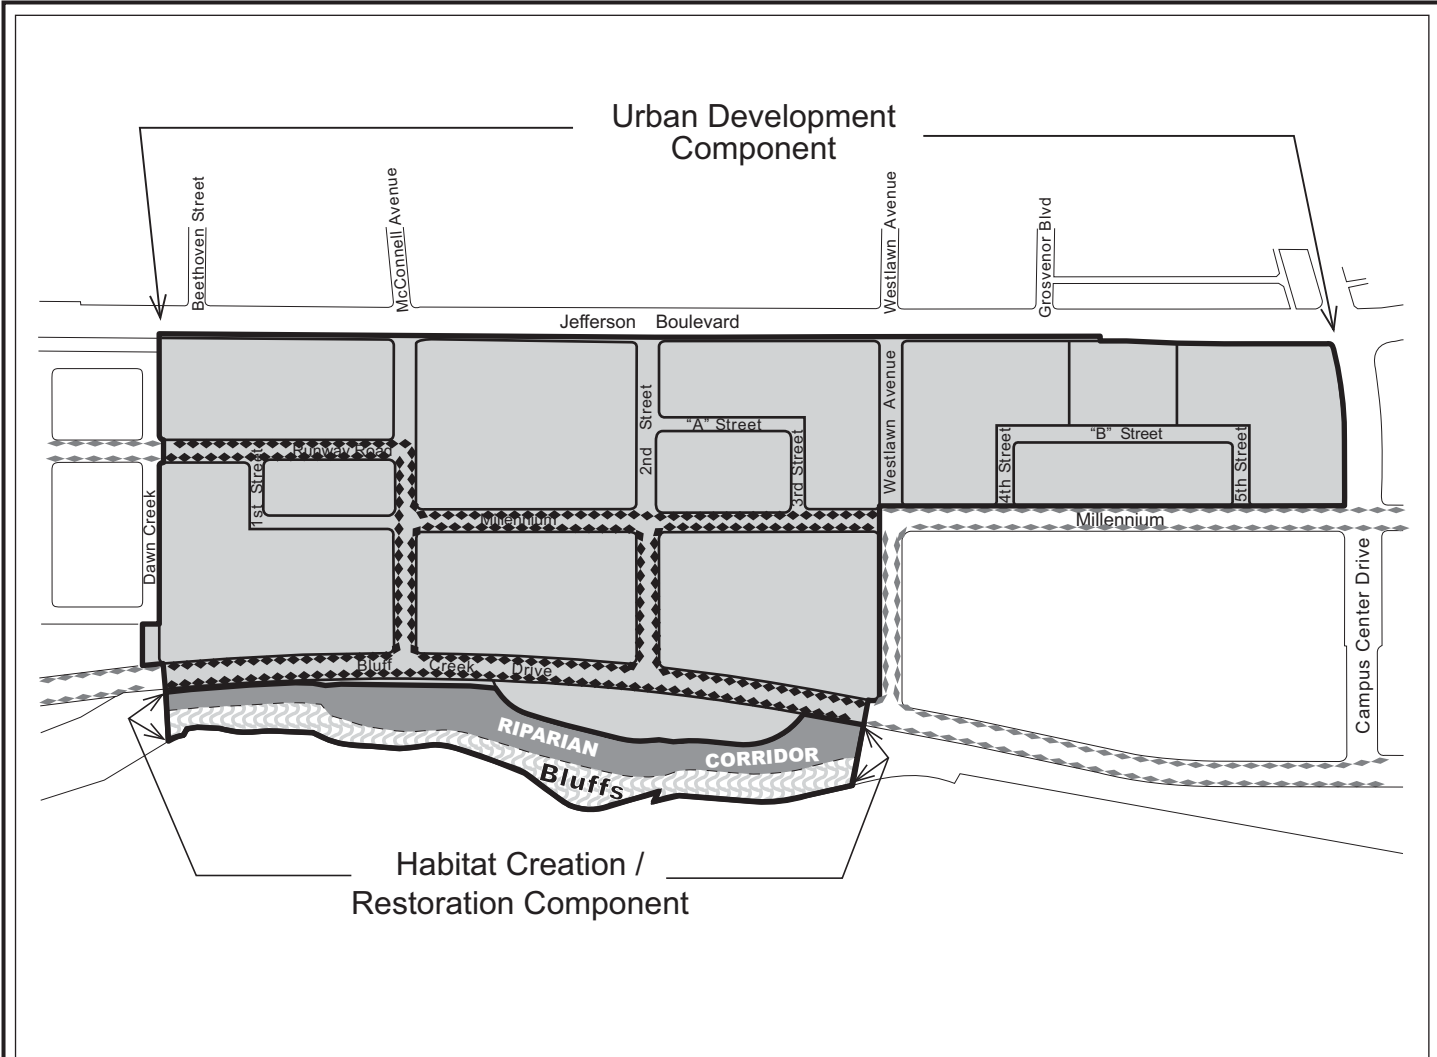 Urban Development
Component
Beethoven Street
McConnell Avenue
Westlawn Avenue
Grosvenor Blvd
Jefferson Boulevard
2nd Street
"A" Street
3rd Street
Westlawn Avenue
4th Street
"B" Street
5th Street
Runway Road
1st Street
Dawn Creek
Millennium
Millennium
Campus Center Drive
Bluff Creek Drive
RIPARIAN CORRIDOR
Bluffs
Habitat Creation /
Restoration Component